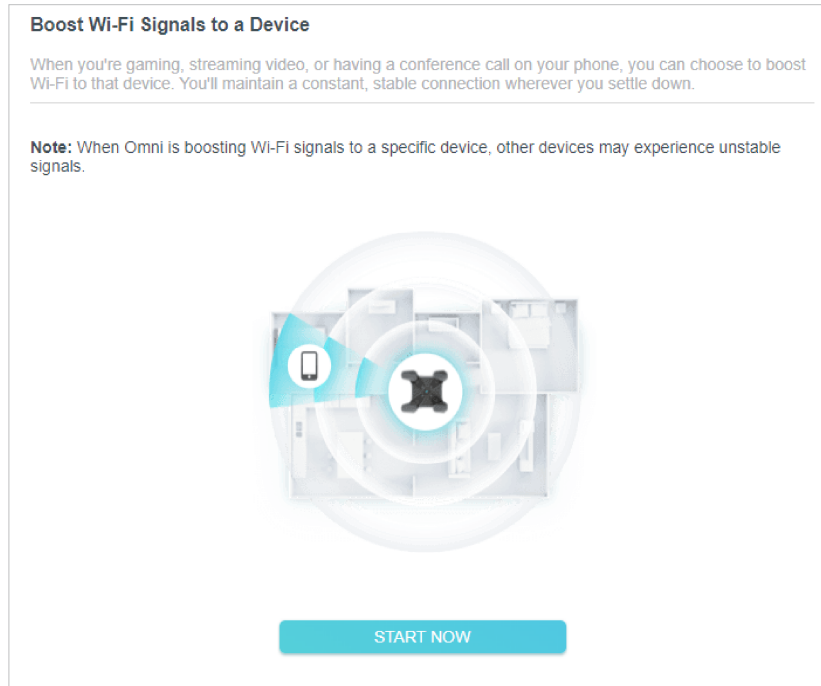 Boost Wi-Fi Signals to a Device
When you're gaming, streaming video, or having a conference call on your phone, you can choose to boost
Wi-Fi to that device. You'll maintain a constant, stable connection wherever you settle down.
Note: When Omni is boosting Wi-Fi signals to a specific device, other devices may experience unstable
signals.
START NOW